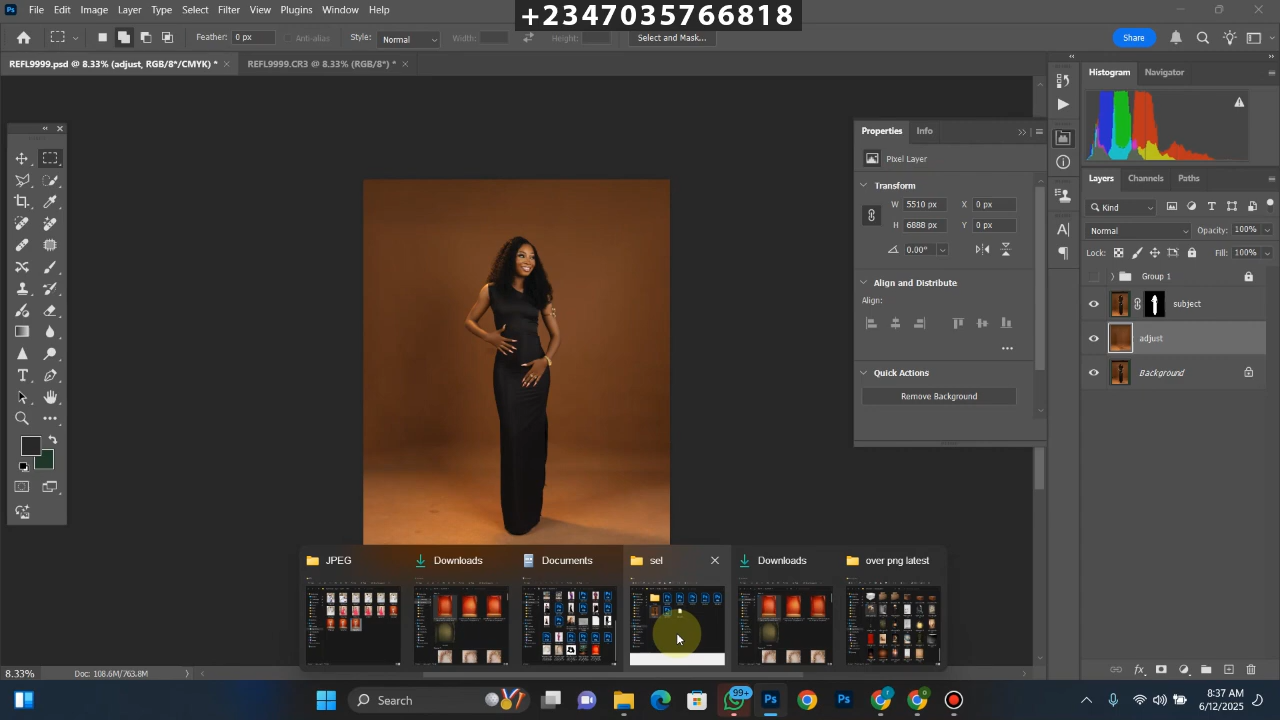 +2347035766818
Ps File Edit Image Layer Type Select Filter View Plugins Window Help
Feather: 0 px Anti-alias Style: Normal Width: Height: Select and Mask... Share
REFL9999.psd @ 8.33% (adjust, RGB/8*/CMYK) * × REFL9999.CR3 @ 8.33% (RGB/8*) * ×
Histogram Navigator
Properties Info
Pixel Layer
Transform
W 5510 px X 0 px
H 6888 px Y 0 px
0.00°
Align and Distribute
Align:
Quick Actions
Remove Background
Layers Channels Paths
Kind
Normal Opacity: 100%
Lock: Fill: 100%
Group 1
subject
adjust
Background
JPEG Downloads Documents sel Downloads over png latest
8.33% Doc: 108.6M/763.8M
Search
99+
8:37 AM
6/12/2025